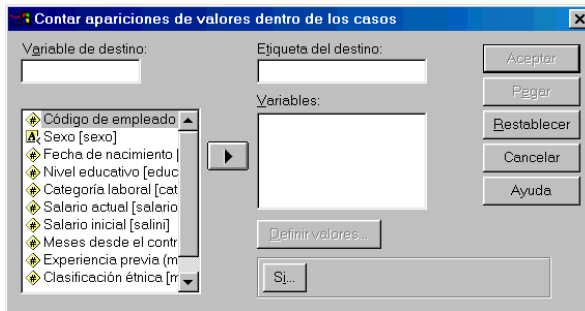 Contar apariciones de valores dentro de los casos
Variable de destino:
Etiqueta del destino:
Variables:
Código de empleado
Sexo [sexo]
Fecha de nacimiento [
Nivel educativo [educ
Categoría laboral [cat
Salario actual [salario
Salario inicial [salini]
Meses desde el contr
Experiencia previa (m
Clasificación étnica [m
Definir valores...
Si...
Aceptar
Pegar
Restablecer
Cancelar
Ayuda